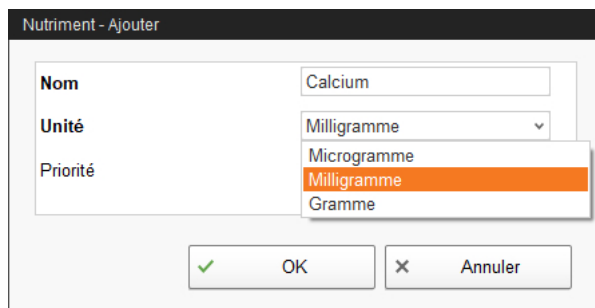 Nutriment - Ajouter
Nom Calcium
Unité Milligramme
Microgramme
Priorité
Milligramme
Gramme
OK Annuler